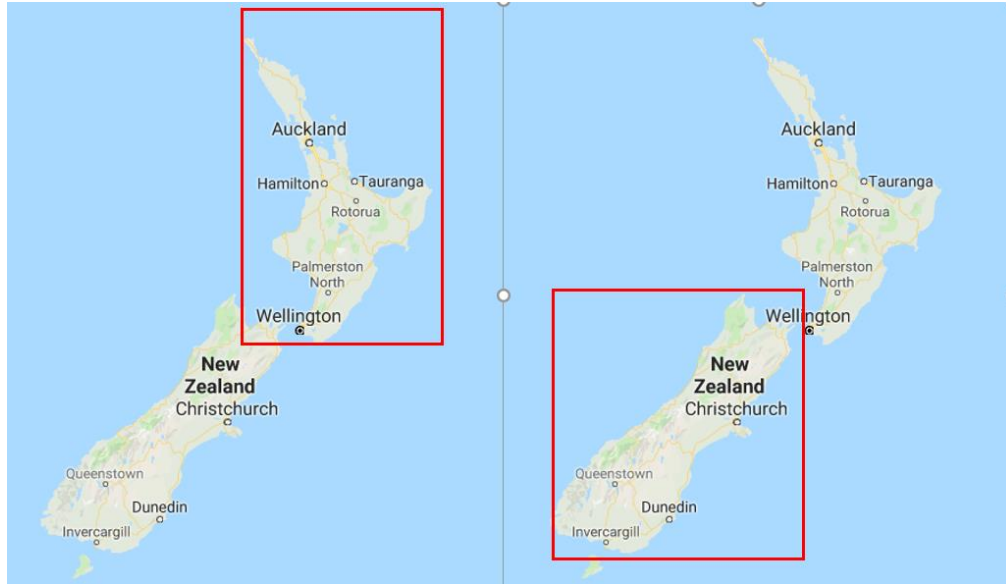 Auckland
Hamilton
Tauranga
Rotorua
Palmerston
North
Wellington
New
Zealand
Christchurch
Queenstown
Dunedin
Invercargill
Auckland
Hamilton
Tauranga
Rotorua
Palmerston
North
Wellington
New
Zealand
Christchurch
Queenstown
Dunedin
Invercargill